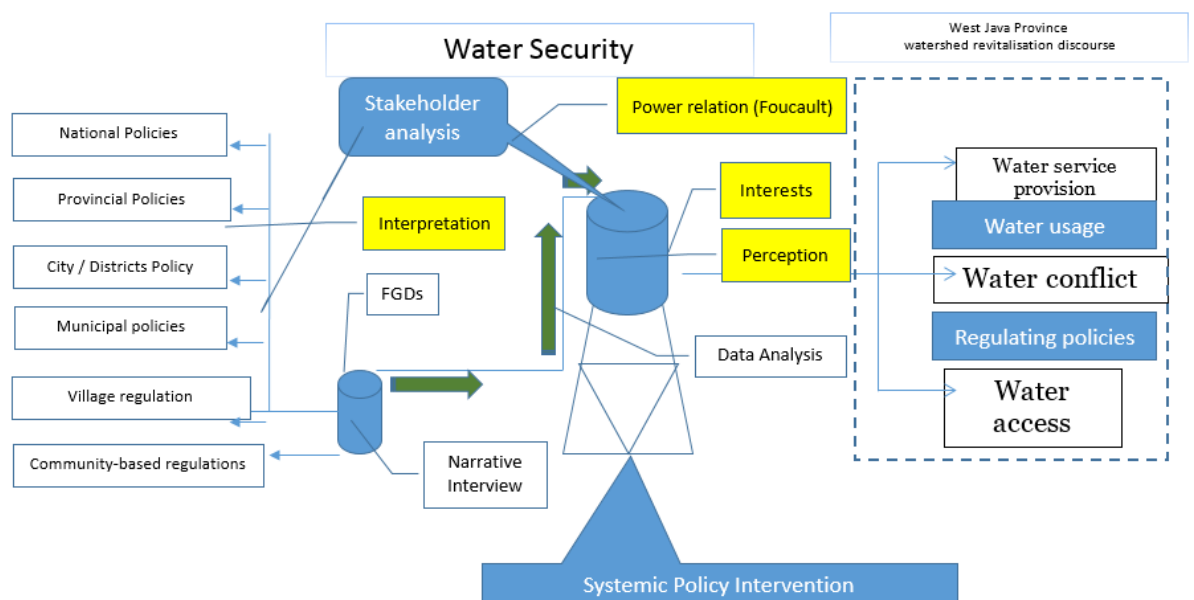 Water Security
West Java Province
watershed revitalisation discourse
Stakeholder
analysis
Power relation (Foucault)
National Policies
Provincial Policies
City / Districts Policy
Municipal policies
Village regulation
Community-based regulations
Interpretation
FGDs
Narrative
Interview
Interests
Perception
Data Analysis
Water service
provision
Water usage
Water conflict
Regulating policies
Water
access
Systemic Policy Intervention